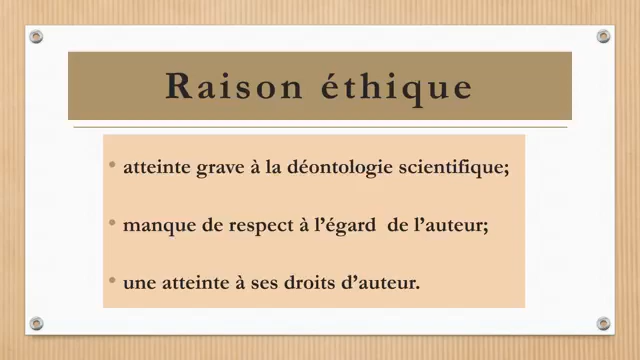 Raison éthique
• atteinte grave à la déontologie scientifique;
• manque de respect à l’égard  de l’auteur;
• une atteinte à ses droits d’auteur.